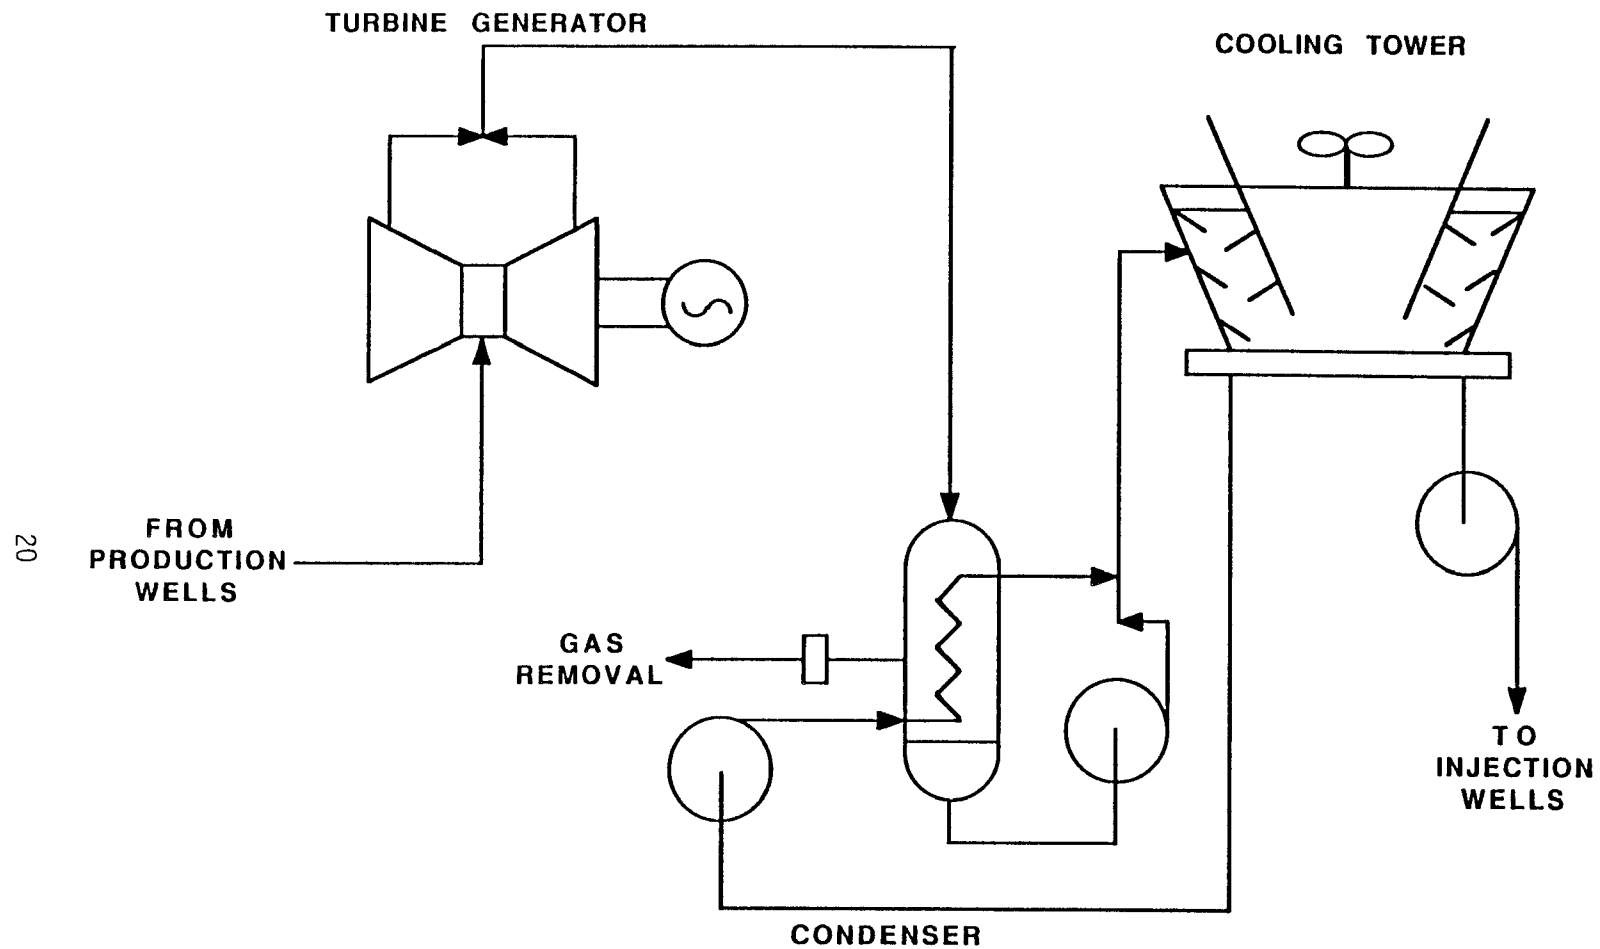 TURBINE GENERATOR
COOLING TOWER
FROM
PRODUCTION
WELLS
20
GAS
REMOVAL
TO
INJECTION
WELLS
CONDENSER